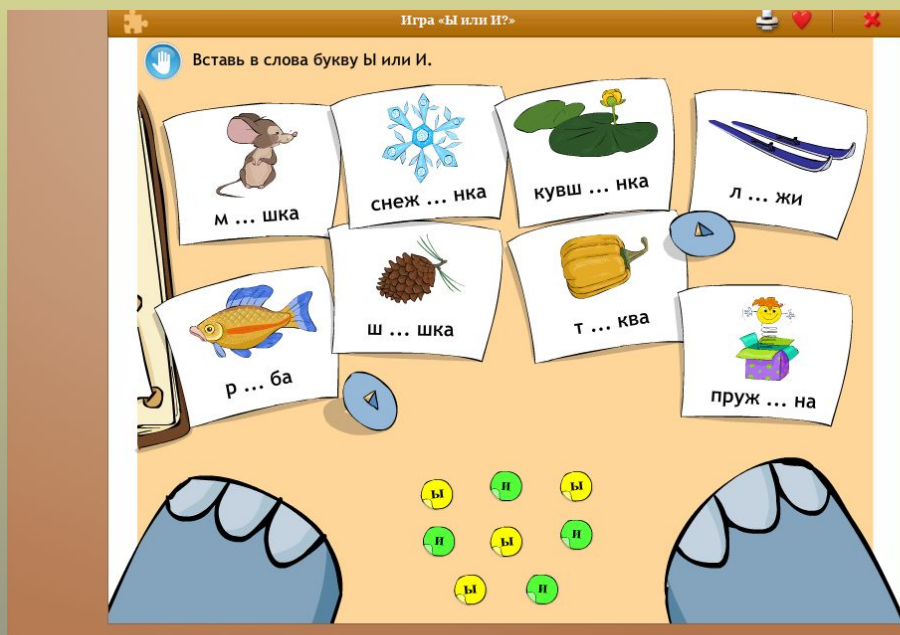 Игра «Ы или И?»
Вставь в слова букву Ы или И.
м ... шка
снеж ... нка
кувш ... нка
л ... жи
р ... ба
ш ... шка
т ... ква
пруж ... на
ы
и
ы
и
ы
и
ы
и